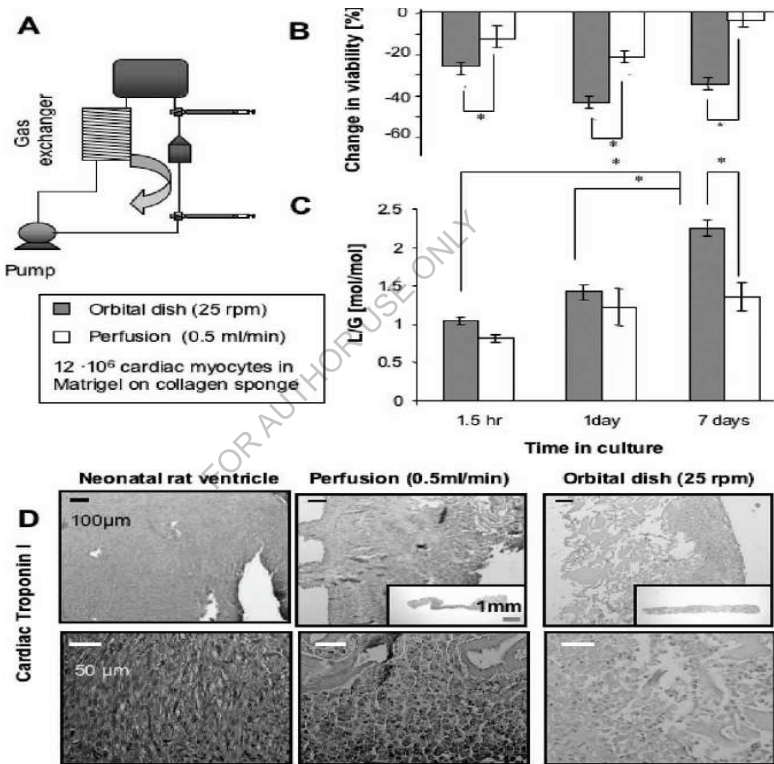 A
Gas exchanger
Pump
Orbital dish (25 rpm)
Perfusion (0.5 ml/min)
12 ·10⁶ cardiac myocytes in
Matrigel on collagen sponge
B
Change in viability [%]
0
-20
-40
-60
*
*
*
*
*
*
C
L/G [mol/mol]
2.5
2
1.5
1
0.5
0
1.5 hr 1day 7 days
Time in culture
FOR AUTHOR USE ONLY
D
Neonatal rat ventricle Perfusion (0.5ml/min) Orbital dish (25 rpm)
Cardiac Troponin I
100µm
1mm
50 µm